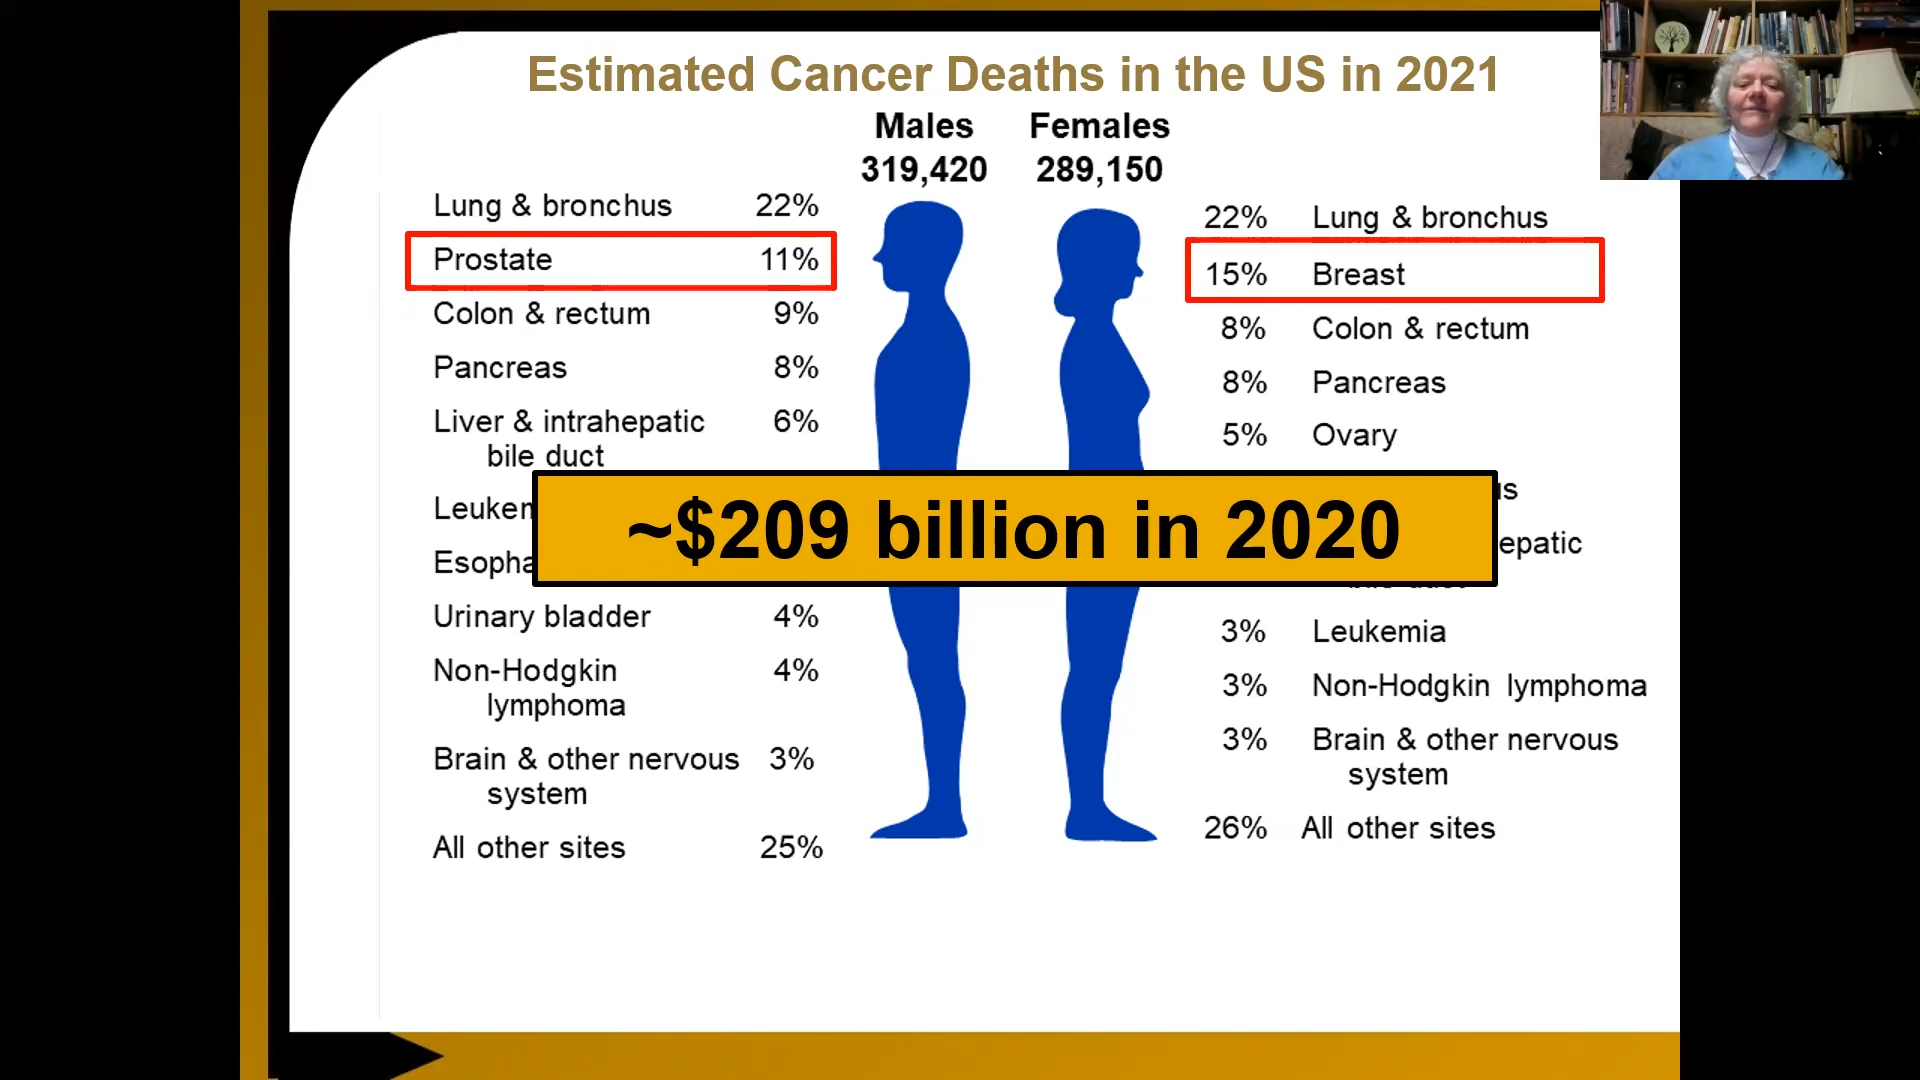 Estimated Cancer Deaths in the US in 2021
Males
319,420
Females
289,150
Lung & bronchus 22%
Prostate 11%
Colon & rectum 9%
Pancreas 8%
Liver & intrahepatic 6%
bile duct
Urinary bladder 4%
Non-Hodgkin 4%
lymphoma
Brain & other nervous 3%
system
All other sites 25%
22% Lung & bronchus
15% Breast
8% Colon & rectum
8% Pancreas
5% Ovary
3% Leukemia
3% Non-Hodgkin lymphoma
3% Brain & other nervous
system
26% All other sites
~$209 billion in 2020